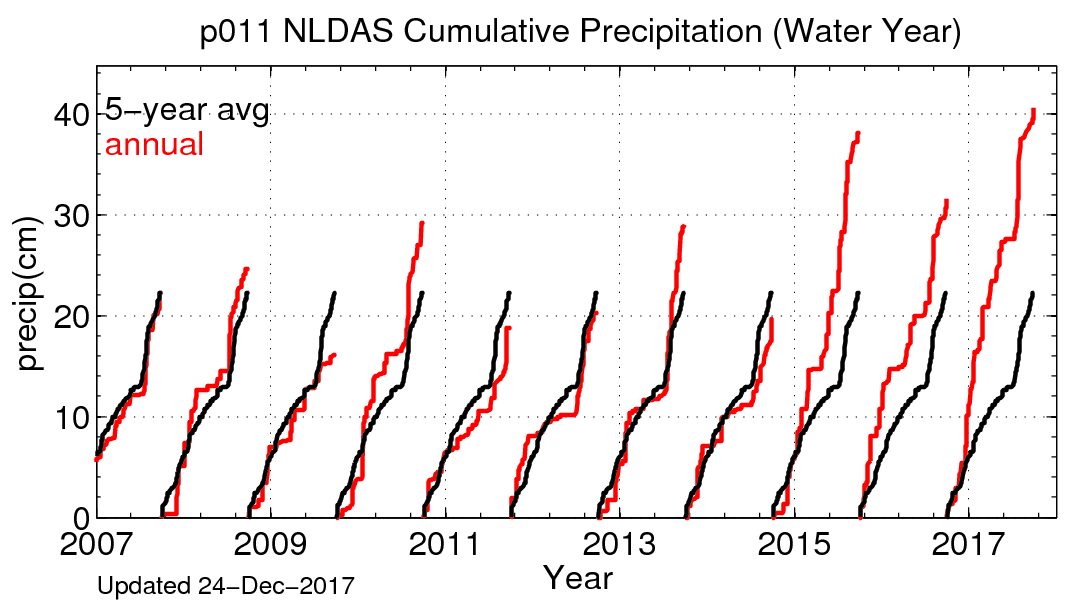 p011 NLDAS Cumulative Precipitation (Water Year)
5−year avg
annual
precip(cm)
40
30
20
10
0
2007 2009 2011 2013 2015 2017
Year
Updated 24−Dec−2017